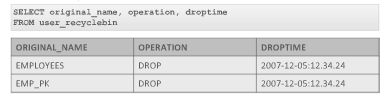 SELECT original_name, operation, droptime
FROM user_recyclebin
ORIGINAL_NAME OPERATION DROPTIME
EMPLOYEES DROP 2007-12-05:12.34.24
EMP_PK DROP 2007-12-05:12.34.24